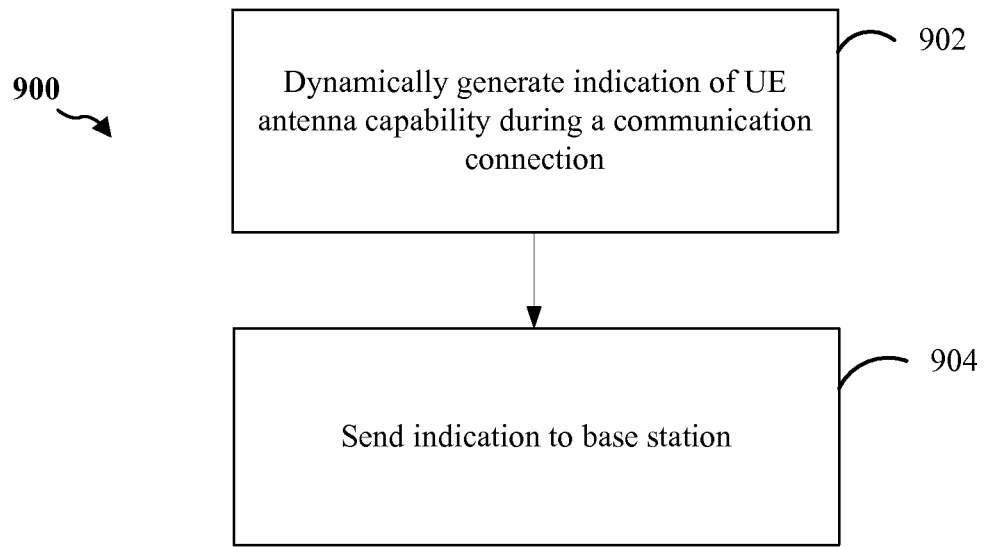 900
902
Dynamically generate indication of UE
antenna capability during a communication
connection
904
Send indication to base station